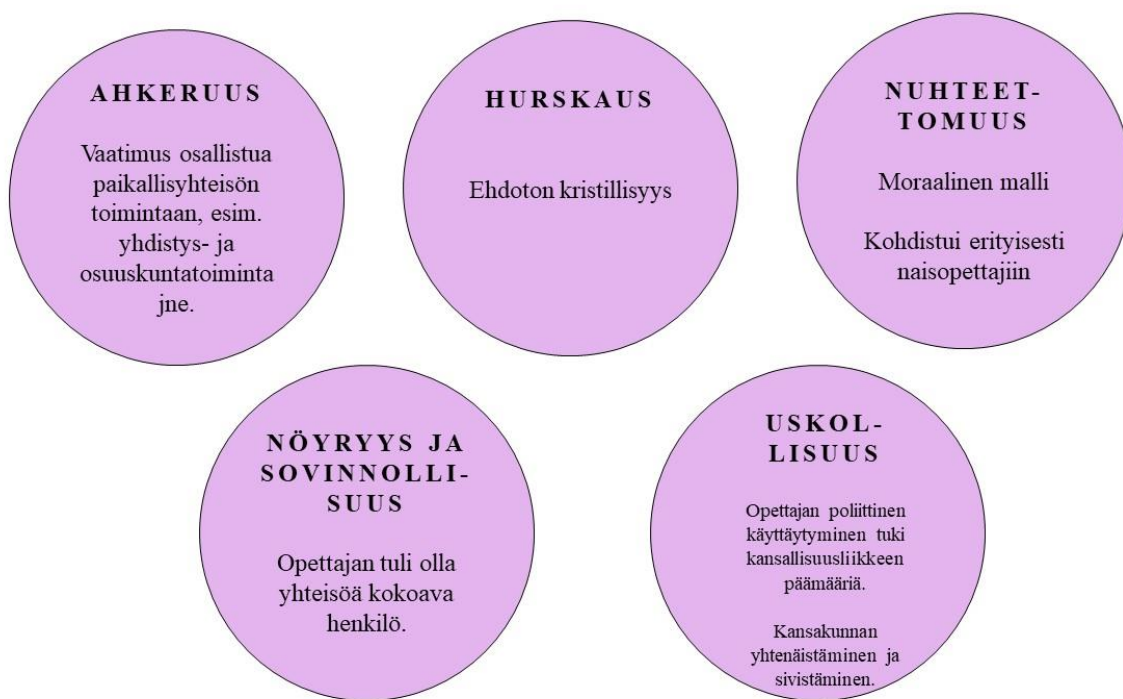 AHKERUUS
Vaatimus osallistua
paikallisyhteisön
toimintaan, esim.
yhdistys- ja
osuuskuntatoiminta
jne.
HURSKAUS
Ehdoton kristillisyys
NUHTEET-
TOMUUS
Moraalinen malli
Kohdistui erityisesti
naisopettajiin
NÖYRYYS JA
SOVINNOLLI-
SUUS
Opettajan tuli olla
yhteisöä kokoava
henkilö.
USKOL-
LISUUS
Opettajan poliittinen
käyttäytyminen tuki
kansallisuusliikkeen
päämääriä.
Kansakunnan
yhtenäistäminen ja
sivistäminen.